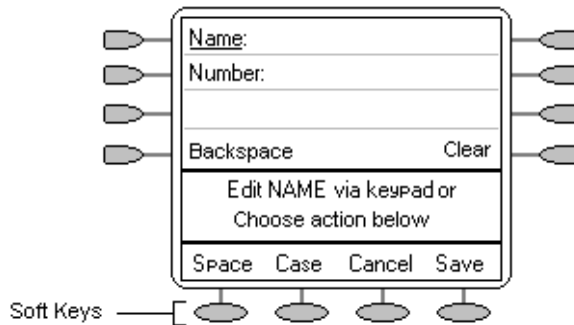 Name:
Number:
Backspace Clear
Edit NAME via keypad or
Choose action below
Space Case Cancel Save
Soft Keys